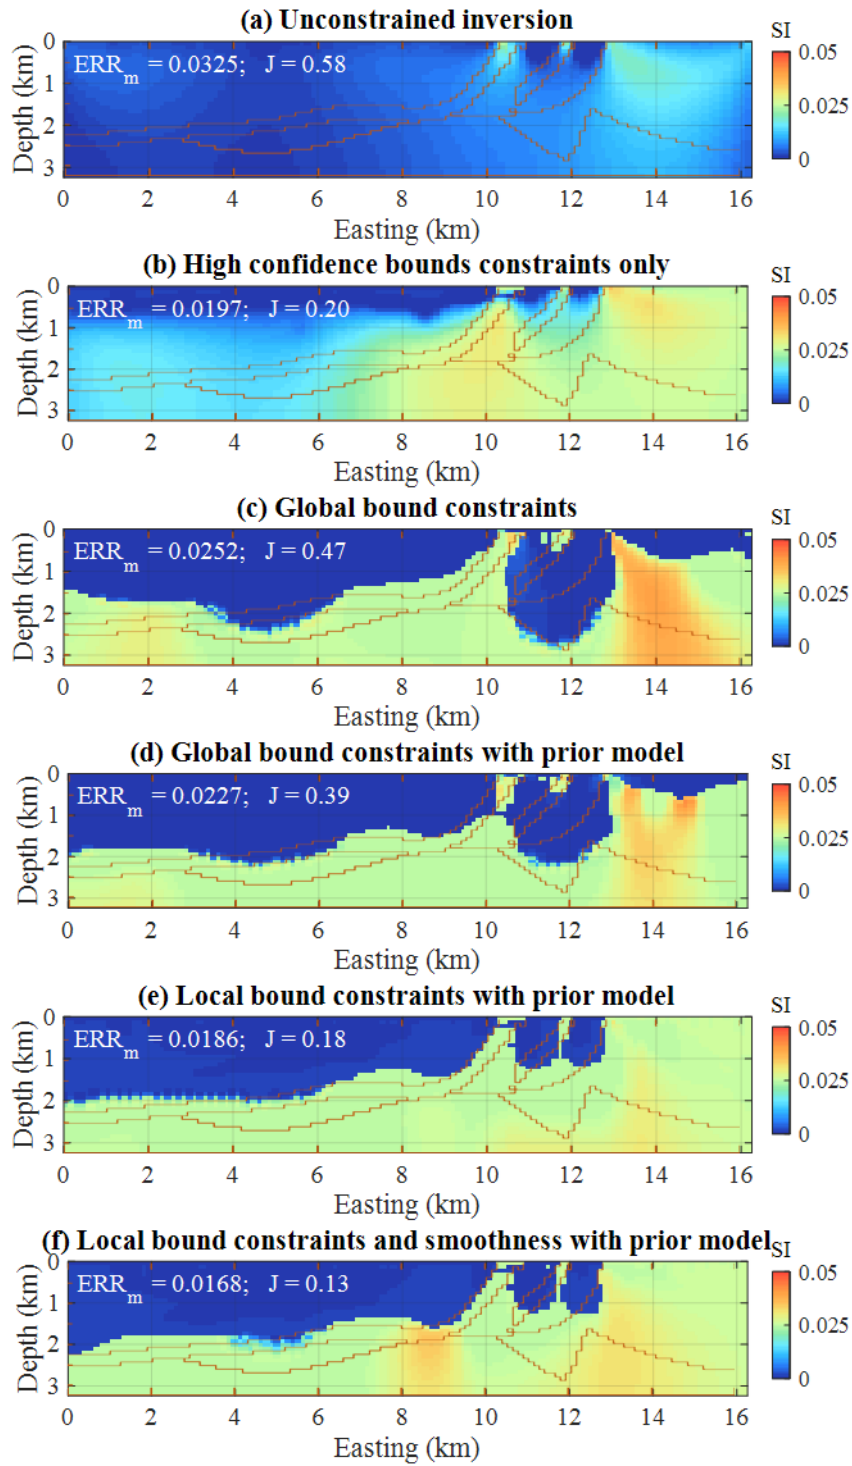 (a) Unconstrained inversion
SI
ERRm = 0.0325; J = 0.58
0
1
2
3
Depth (km)
0.05
0.025
0
0 2 4 6 8 10 12 14 16
Easting (km)
(b) High confidence bounds constraints only
SI
ERRm = 0.0197; J = 0.20
0
1
2
3
Depth (km)
0.05
0.025
0
0 2 4 6 8 10 12 14 16
Easting (km)
(c) Global bound constraints
SI
ERRm = 0.0252; J = 0.47
0
1
2
3
Depth (km)
0.05
0.025
0
0 2 4 6 8 10 12 14 16
Easting (km)
(d) Global bound constraints with prior model
SI
ERRm = 0.0227; J = 0.39
0
1
2
3
Depth (km)
0.05
0.025
0
0 2 4 6 8 10 12 14 16
Easting (km)
(e) Local bound constraints with prior model
SI
ERRm = 0.0186; J = 0.18
0
1
2
3
Depth (km)
0.05
0.025
0
0 2 4 6 8 10 12 14 16
Easting (km)
(f) Local bound constraints and smoothness with prior model
SI
ERRm = 0.0168; J = 0.13
0
1
2
3
Depth (km)
0.05
0.025
0
0 2 4 6 8 10 12 14 16
Easting (km)